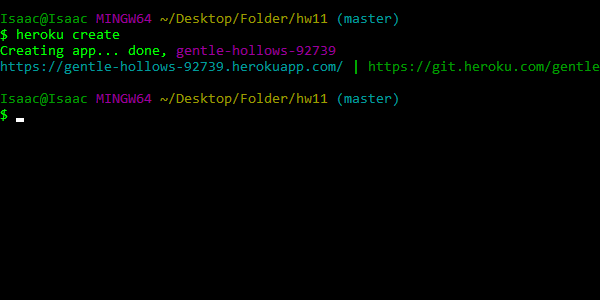 Isaac@Isaac MINGW64 ~/Desktop/Folder/hw11 (master)
$ heroku create
Creating app... done, gentle-hollows-92739
https://gentle-hollows-92739.herokuapp.com/ | https://git.heroku.com/gentle
Isaac@Isaac MINGW64 ~/Desktop/Folder/hw11 (master)
$